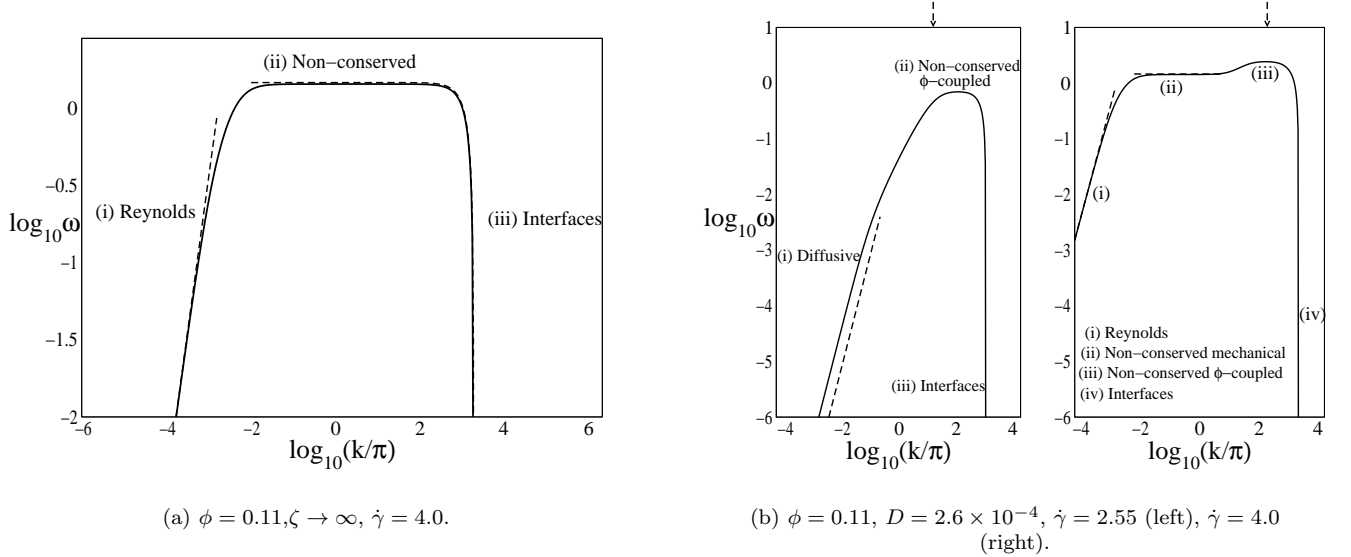 (ii) Non−conserved
0
−0.5
(i) Reynolds
log10ω
(iii) Interfaces
−1
−1.5
−2
−6
−4
−2
0
2
4
6
log10(k/π)
(a) ϕ = 0.11,ζ → ∞, γ̇ = 4.0.
1
(ii) Non−conserved
ϕ−coupled
0
−1
−2
log10ω
−3
(i) Diffusive
−4
−5
(iii) Interfaces
−6
−4
−2
0
2
4
log10(k/π)
1
0
(ii)
(iii)
−1
−2
(i)
−3
−4
(iv)
(i) Reynolds
(ii) Non−conserved mechanical
−5
(iii) Non−conserved ϕ−coupled
(iv) Interfaces
−6
−4
−2
0
2
4
log10(k/π)
(b) ϕ = 0.11, D = 2.6 × 10−4, γ̇ = 2.55 (left), γ̇ = 4.0
(right).